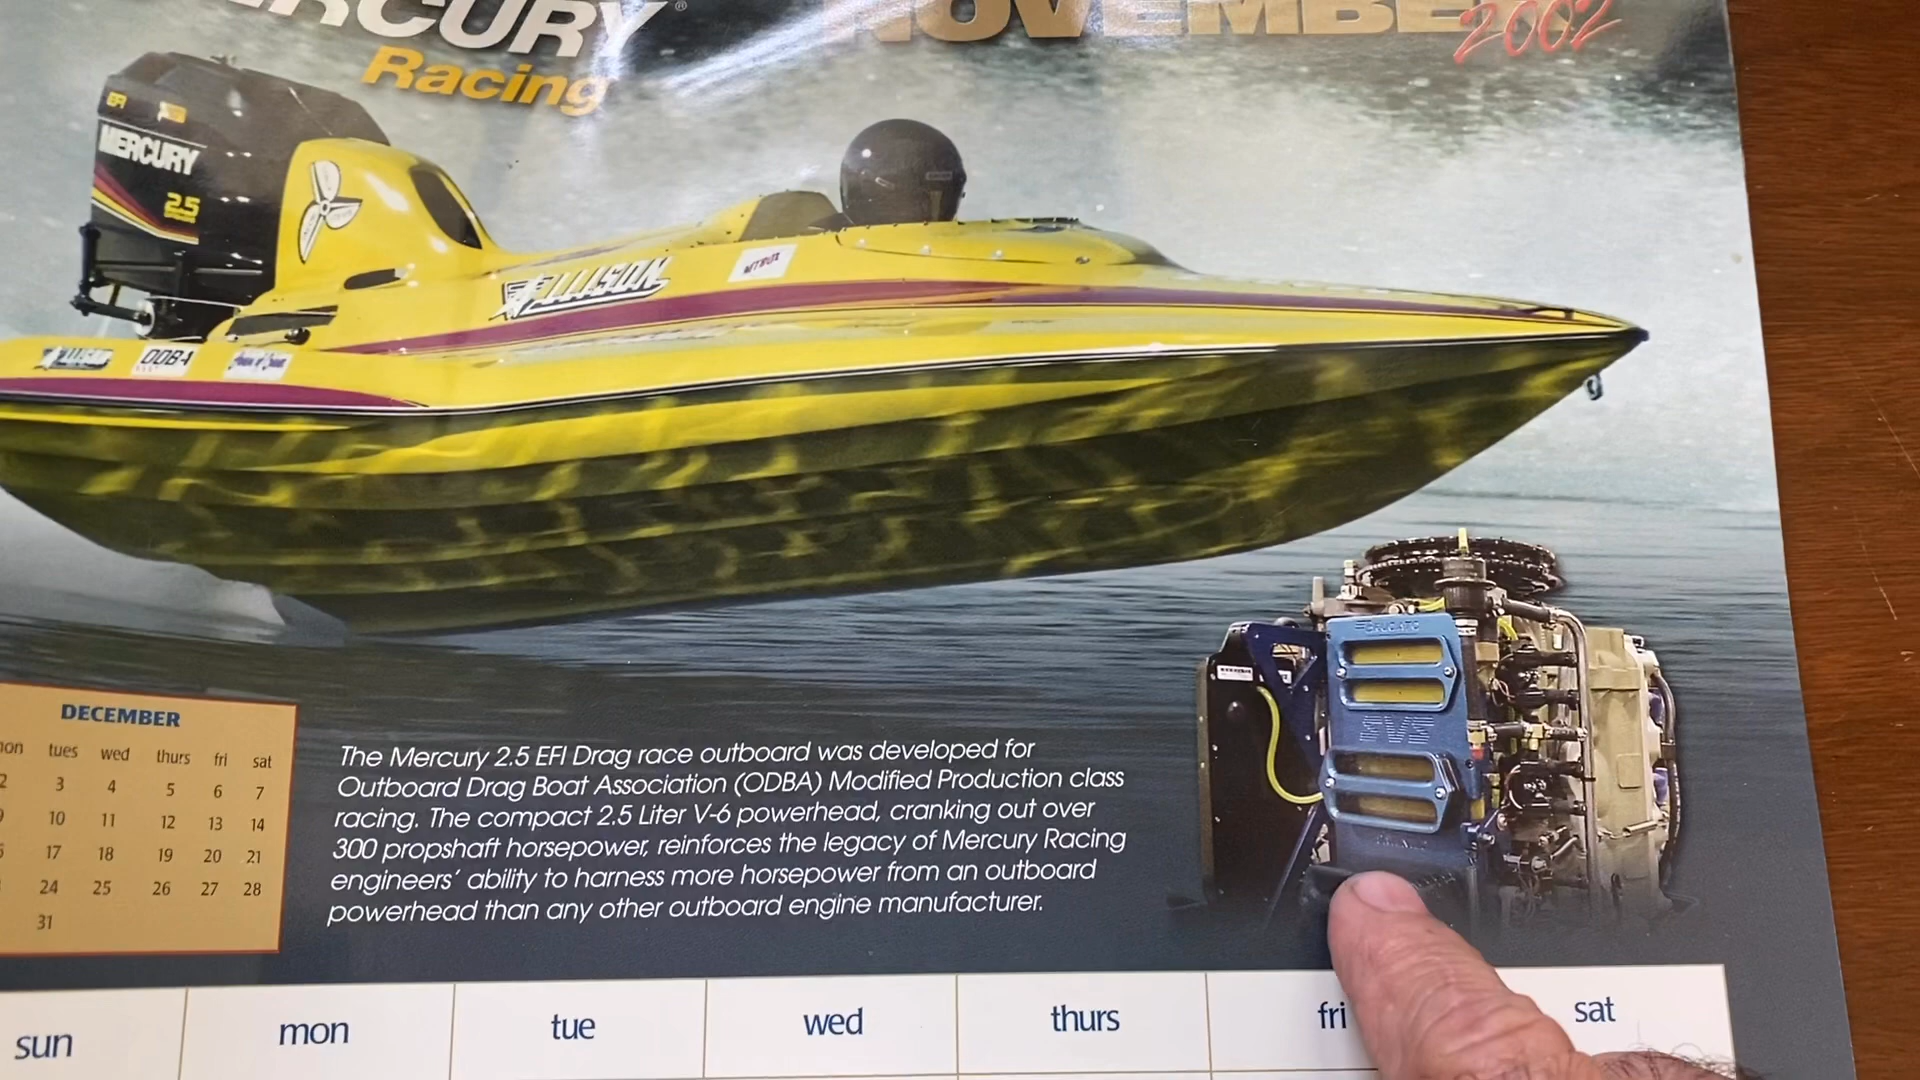 MERCURY
Racing
NOVEMBER
2002
EFI
MERCURY
2.5
ELLISON
ODBA
DECEMBER
mon tues wed thurs fri sat
2 3 4 5 6 7
9 10 11 12 13 14
16 17 18 19 20 21
24 25 26 27 28
31
The Mercury 2.5 EFI Drag race outboard was developed for
Outboard Drag Boat Association (ODBA) Modified Production class
racing. The compact 2.5 Liter V-6 powerhead, cranking out over
300 propshaft horsepower, reinforces the legacy of Mercury Racing
engineers' ability to harness more horsepower from an outboard
powerhead than any other outboard engine manufacturer.
sun mon tue wed thurs fri sat